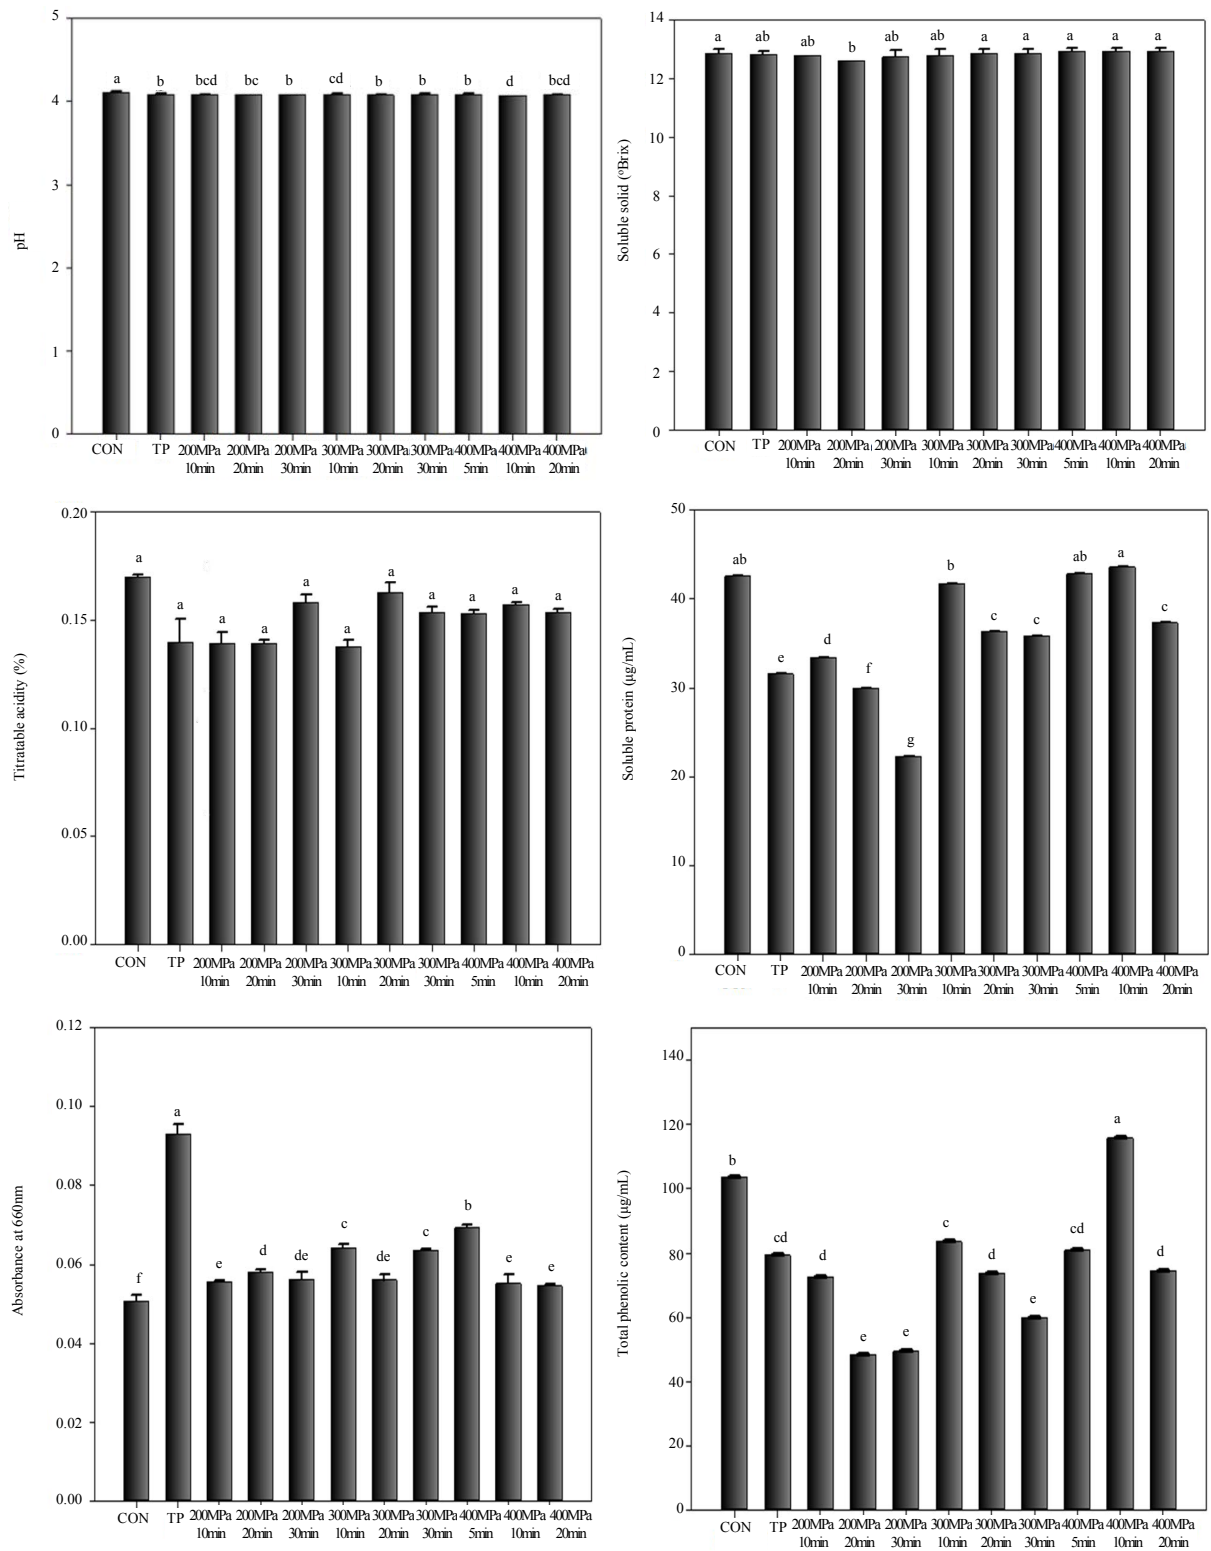 5
4
3
2
1
0
pH
a
b
bcd
bc
b
cd
b
b
b
d
bcd
CON TP 200MPa 200MPa 200MPa 300MPa 300MPa 300MPa 400MPa 400MPa 400MPa
10min 20min 30min 10min 20min 30min 5min 10min 20min
14
12
10
8
6
4
2
0
Soluble solid (°Brix)
a
ab
ab
b
ab
ab
a
a
a
a
a
CON TP 200MPa 200MPa 200MPa 300MPa 300MPa 300MPa 400MPa 400MPa 400MPa
10min 20min 30min 10min 20min 30min 5min 10min 20min
0.20
0.15
0.10
0.05
0.00
Titratable acidity (%)
a
a
a
a
a
a
a
a
a
a
a
CON TP 200MPa 200MPa 200MPa 300MPa 300MPa 300MPa 400MPa 400MPa 400MPa
10min 20min 30min 10min 20min 30min 5min 10min 20min
50
40
30
20
10
0
Soluble protein (µg/mL)
ab
e
d
f
g
b
c
c
ab
a
c
CON TP 200MPa 200MPa 200MPa 300MPa 300MPa 300MPa 400MPa 400MPa 400MPa
10min 20min 30min 10min 20min 30min 5min 10min 20min
0.12
0.10
0.08
0.06
0.04
0.02
0.00
Absorbance at 660nm
f
a
e
d
de
c
de
c
b
e
e
CON TP 200MPa 200MPa 200MPa 300MPa 300MPa 300MPa 400MPa 400MPa 400MPa
10min 20min 30min 10min 20min 30min 5min 10min 20min
140
120
100
80
60
40
20
0
Total phenolic content (µg/mL)
b
cd
d
e
e
c
d
e
cd
a
d
CON TP 200MPa 200MPa 200MPa 300MPa 300MPa 300MPa 400MPa 400MPa 400MPa
10min 20min 30min 10min 20min 30min 5min 10min 20min